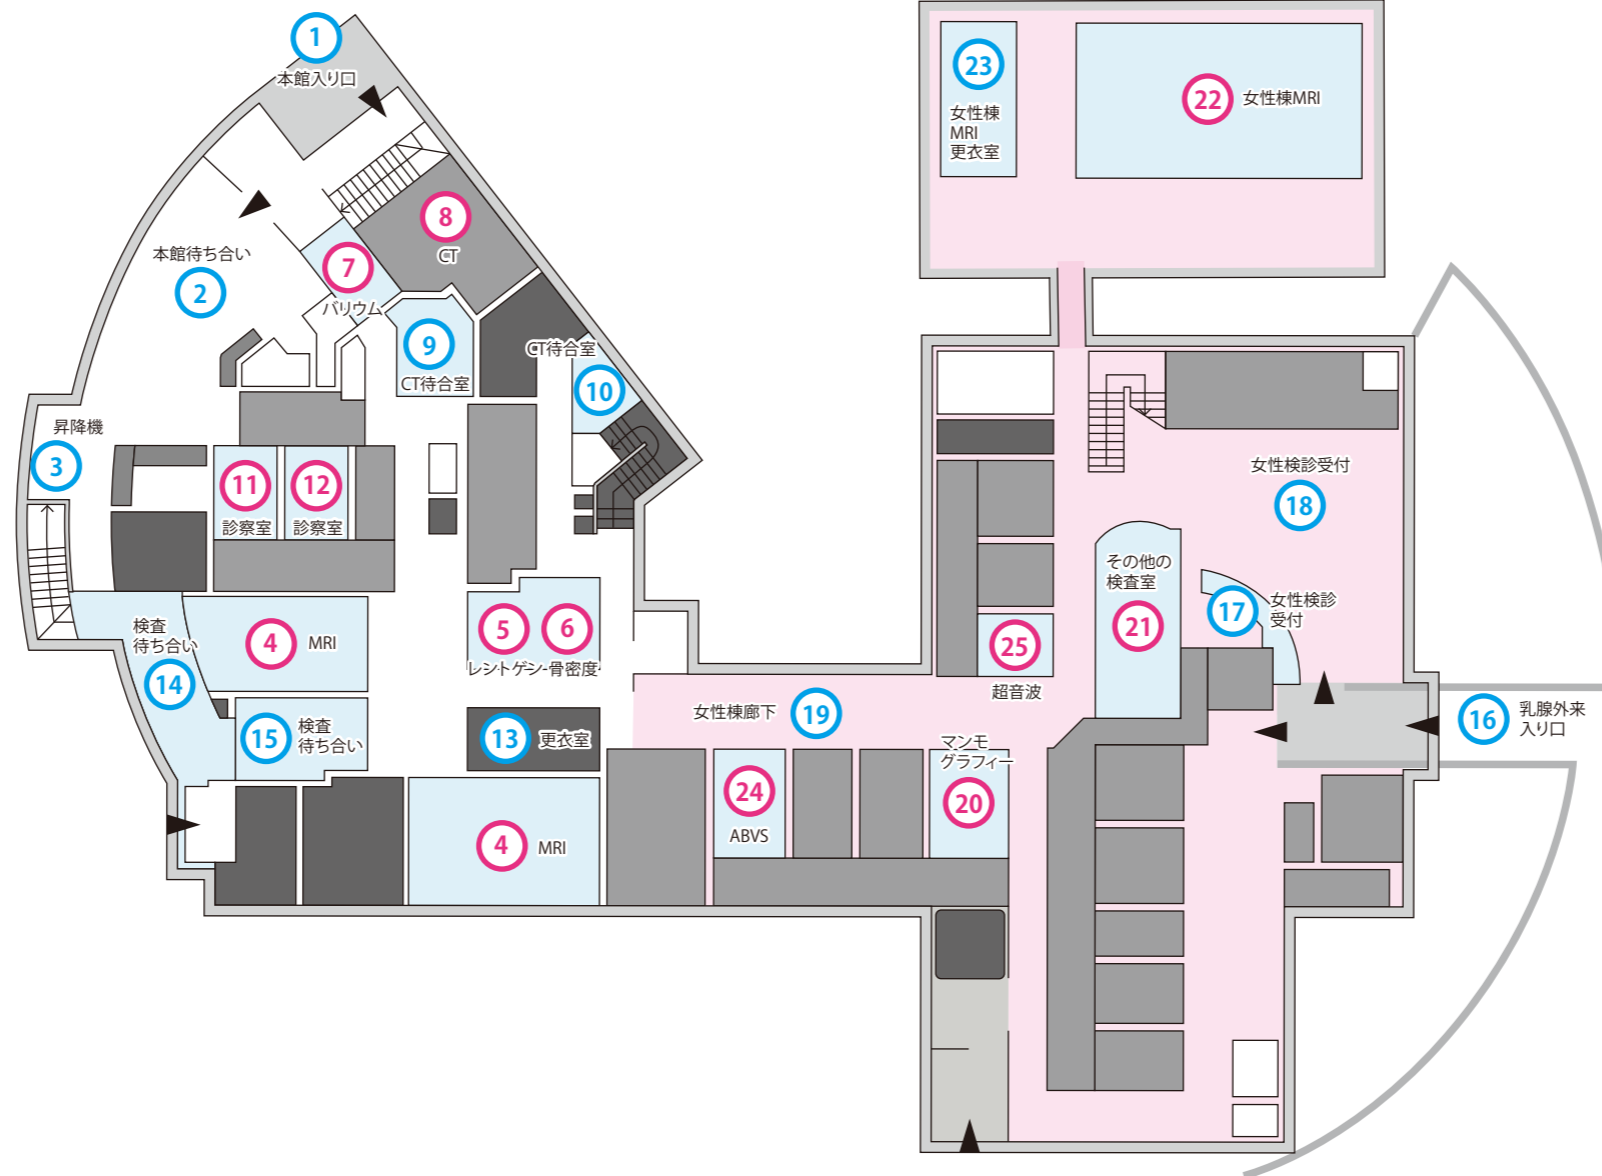 1
本館入り口
23
女性棟
MRI
更衣室
22
女性棟MRI
8
CT
本館待ち合い
2
7
バリウム
9
CT待合室
CT待合室
10
昇降機
3
11
診察室
12
診察室
女性検診受付
18
その他の
検査室
21
17
女性検診
受付
検査
待ち合い
14
4
MRI
5
6
レントゲン・骨密度
25
超音波
15
検査
待ち合い
13
更衣室
女性棟廊下
19
16
乳腺外来
入り口
マンモ
グラフィー
20
24
ABVS
4
MRI